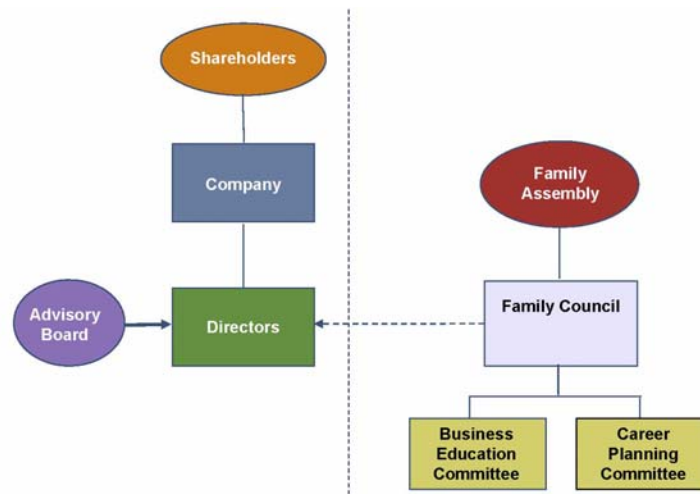 Shareholders
Company
Family
Assembly
Advisory
Board
Directors
Family Council
Business
Education
Committee
Career
Planning
Committee